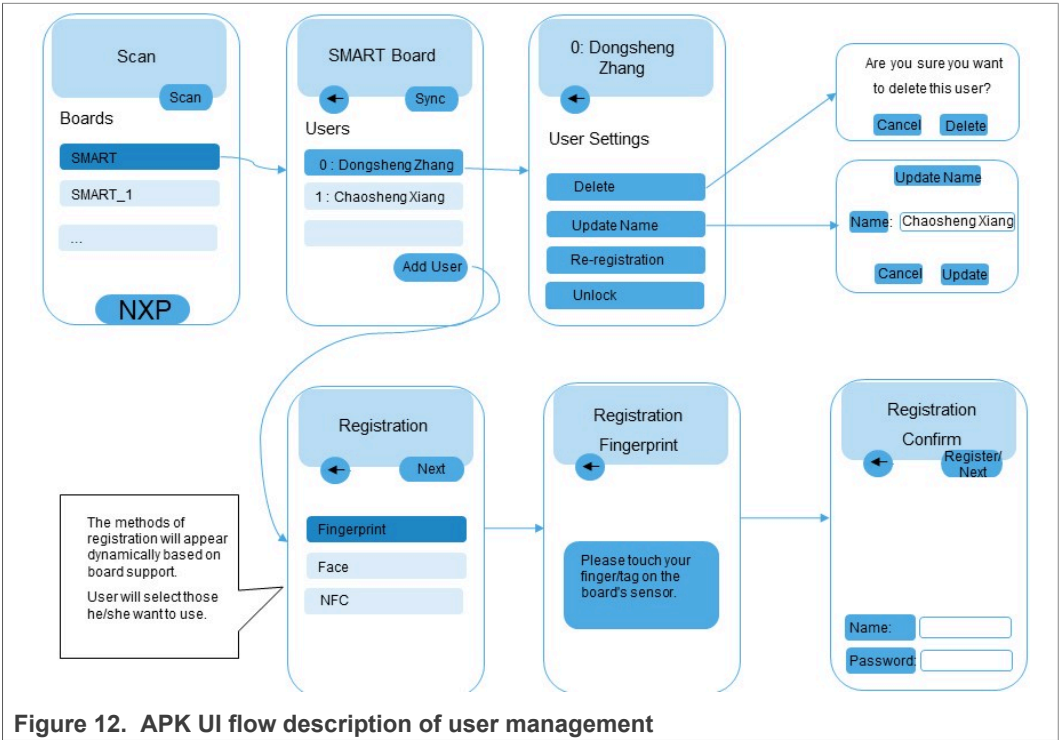 Scan
Scan
Boards
SMART
SMART_1
...
NXP
SMART Board
←
Sync
Users
0 : Dongsheng Zhang
1 : Chaosheng Xiang
Add User
0: Dongsheng
Zhang
←
User Settings
Delete
Update Name
Re-registration
Unlock
Are you sure you want
to delete this user?
Cancel Delete
Update Name
Name: Chaosheng Xiang
Cancel Update
The methods of
registration will appear
dynamically based on
board support.
User will select those
he/she want to use.
Registration
←
Next
Fingerprint
Face
NFC
Registration
Fingerprint
←
Please touch your
finger/tag on the
board's sensor.
Registration
Confirm
←
Register/
Next
Name:
Password:
Figure 12. APK UI flow description of user management